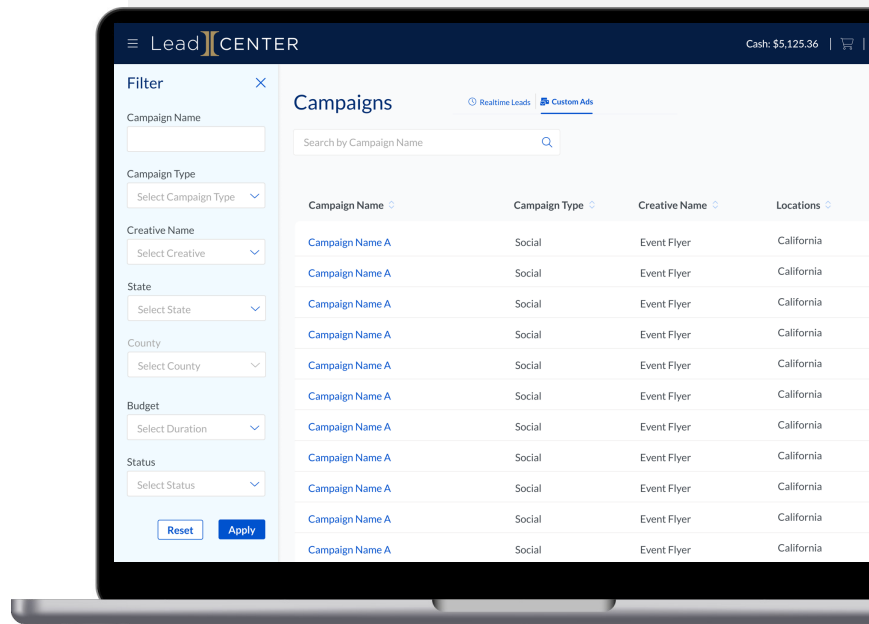 Lead CENTER
Cash: $5,125.36
Filter
Campaign Name
Campaign Type
Select Campaign Type
Creative Name
Select Creative
State
Select State
County
Select County
Budget
Select Duration
Status
Select Status
Reset Apply
Campaigns
Realtime Leads Custom Ads
Search by Campaign Name
Campaign Name Campaign Type Creative Name Locations
Campaign Name A Social Event Flyer California
Campaign Name A Social Event Flyer California
Campaign Name A Social Event Flyer California
Campaign Name A Social Event Flyer California
Campaign Name A Social Event Flyer California
Campaign Name A Social Event Flyer California
Campaign Name A Social Event Flyer California
Campaign Name A Social Event Flyer California
Campaign Name A Social Event Flyer California
Campaign Name A Social Event Flyer California
Campaign Name A Social Event Flyer California